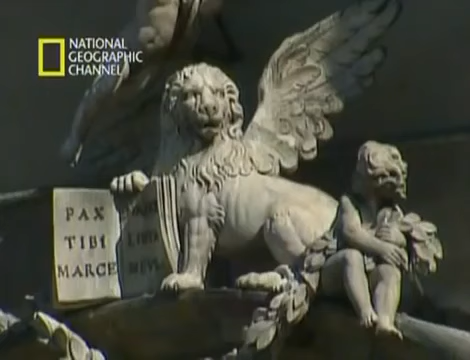 NATIONAL
GEOGRAPHIC
CHANNEL
PAX
TIBI
MARCE